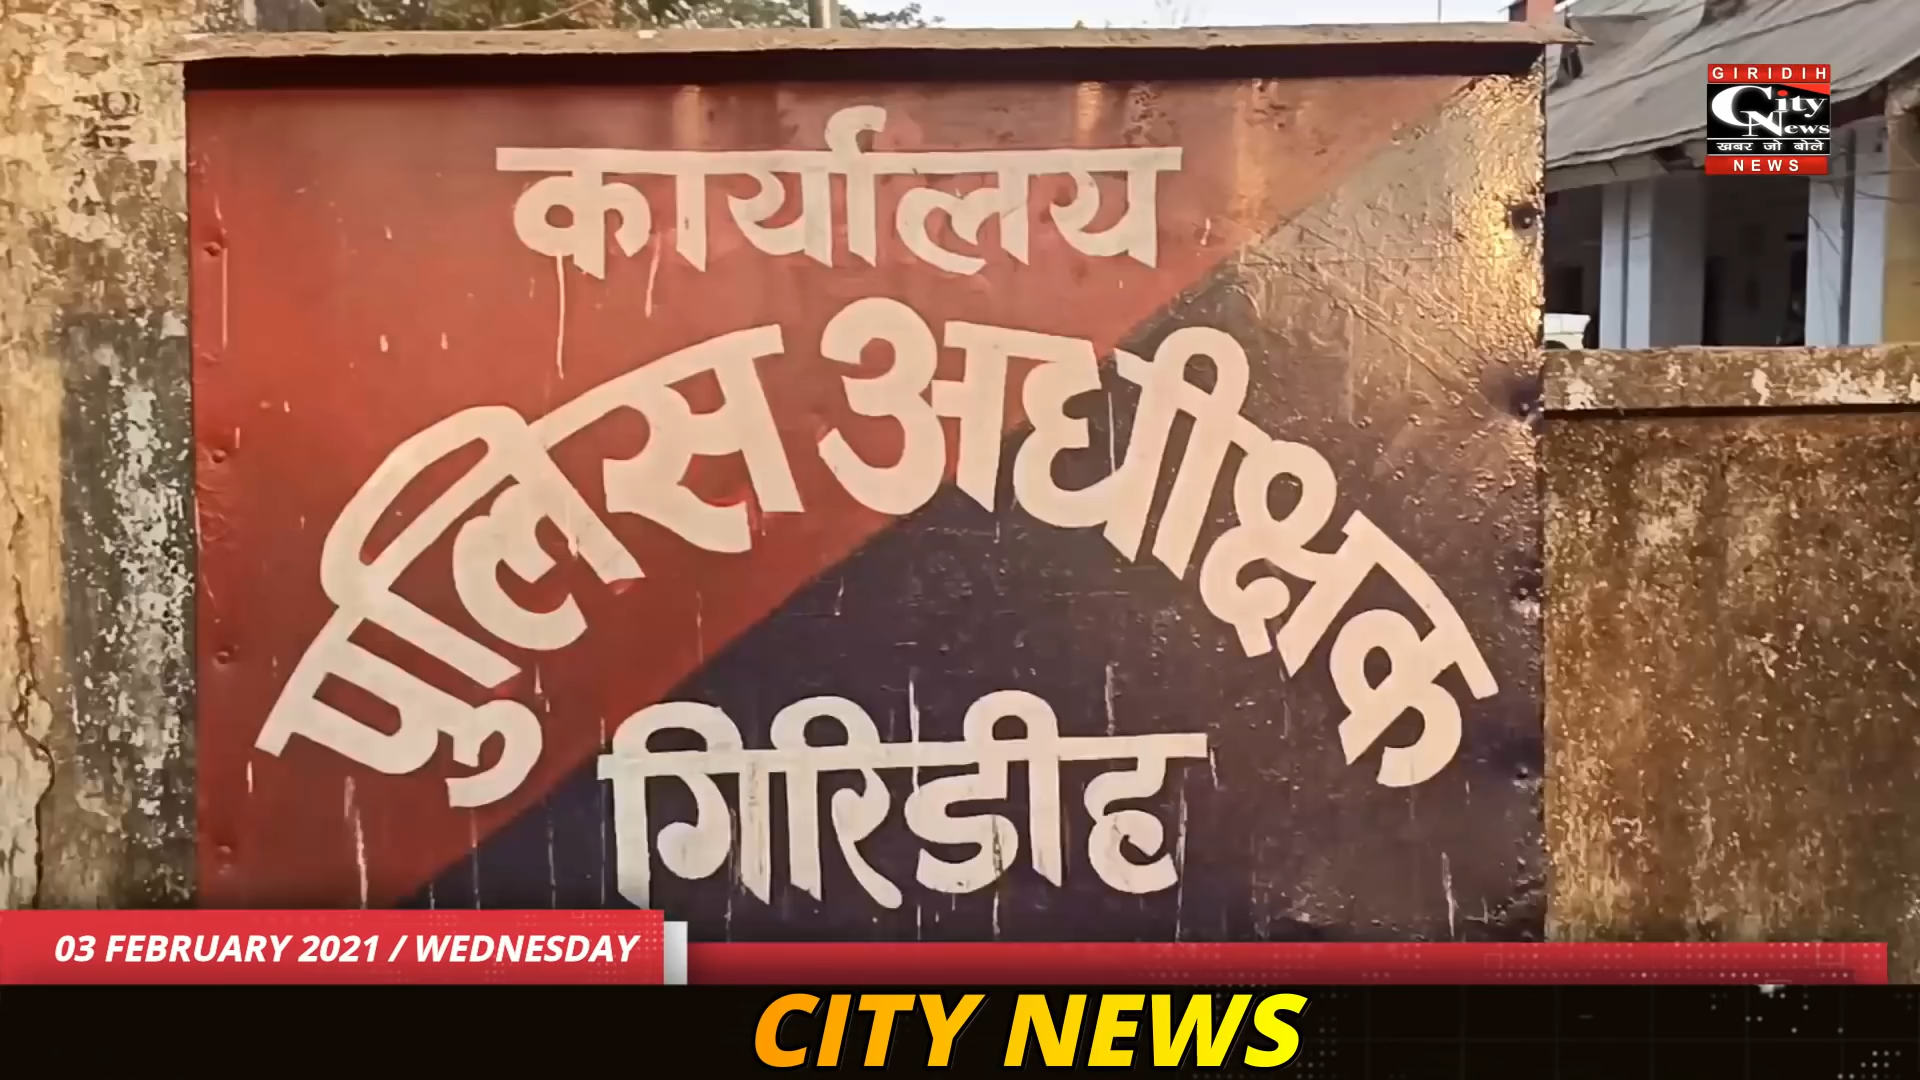 कार्यालय
पुलिस अधीक्षक
गिरिडीह
GIRIDIH
City
News
खबर जो बोले
NEWS
03 FEBRUARY 2021 / WEDNESDAY
CITY NEWS